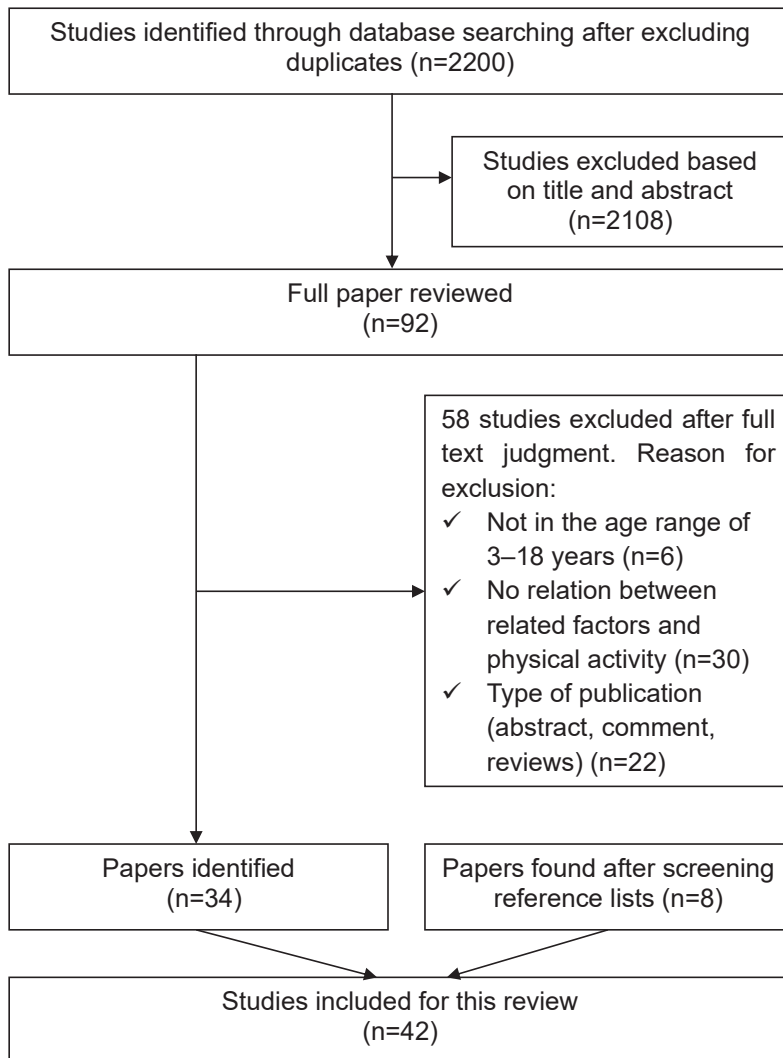 Studies identified through database searching after excluding
duplicates (n=2200)
Studies excluded based
on title and abstract
(n=2108)
Full paper reviewed
(n=92)
58 studies excluded after full
text judgment. Reason for
exclusion:
✓ Not in the age range of
3–18 years (n=6)
✓ No relation between
related factors and
physical activity (n=30)
✓ Type of publication
(abstract, comment,
reviews) (n=22)
Papers identified
(n=34)
Papers found after screening
reference lists (n=8)
Studies included for this review
(n=42)